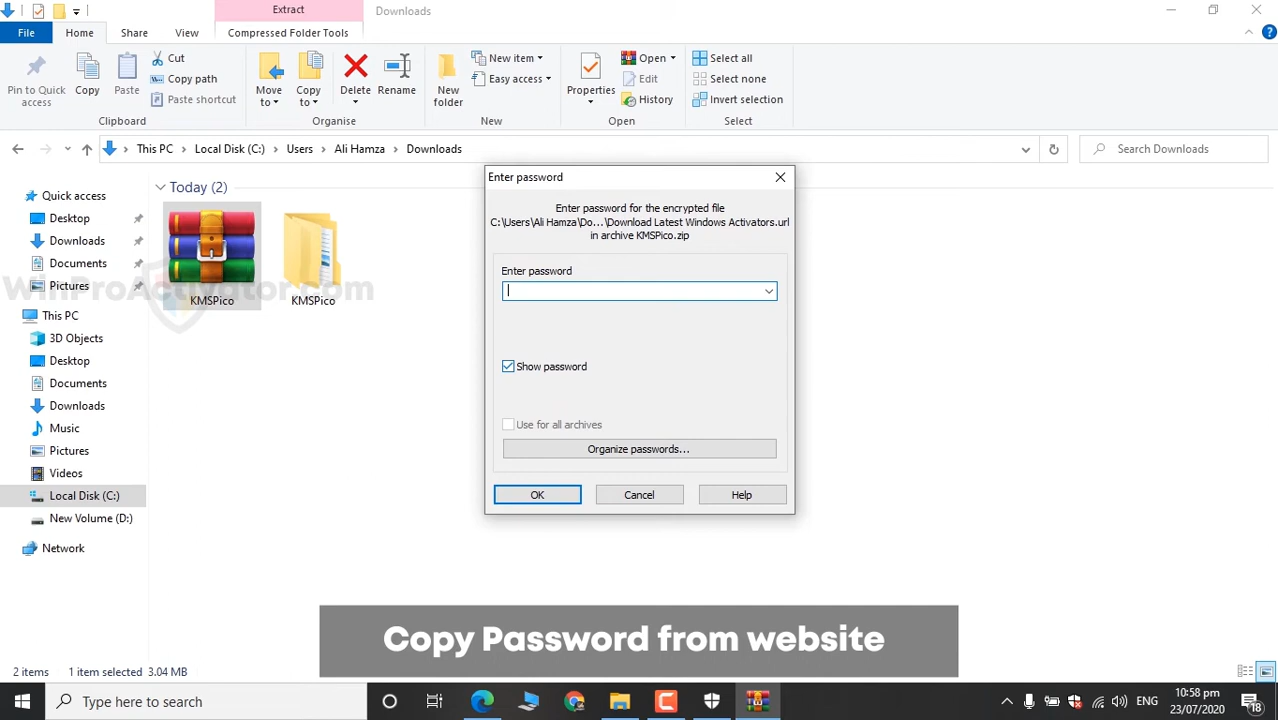 Extract
Downloads
File
Home
Share
View
Compressed Folder Tools
Pin to Quick access
Copy
Paste
Cut
Copy path
Paste shortcut
Clipboard
Move to
Copy to
Delete
Rename
Organise
New folder
New item
Easy access
New
Properties
Open
Edit
History
Open
Select all
Select none
Invert selection
Select
This PC
Local Disk (C:)
Users
Ali Hamza
Downloads
Search Downloads
Quick access
Desktop
Downloads
Documents
Pictures
This PC
3D Objects
Desktop
Documents
Downloads
Music
Pictures
Videos
Local Disk (C:)
New Volume (D:)
Network
Today (2)
KMSPico
KMSPico
WinProActivator.com
Enter password
Enter password for the encrypted file
C:\Users\Ali Hamza\Do...\Download Latest Windows Activators.url
in archive KMSPico.zip
Enter password
Show password
Use for all archives
Organize passwords...
OK
Cancel
Help
Copy Password from website
2 items
1 item selected
3.04 MB
Type here to search
ENG
10:58 pm
23/07/2020
18